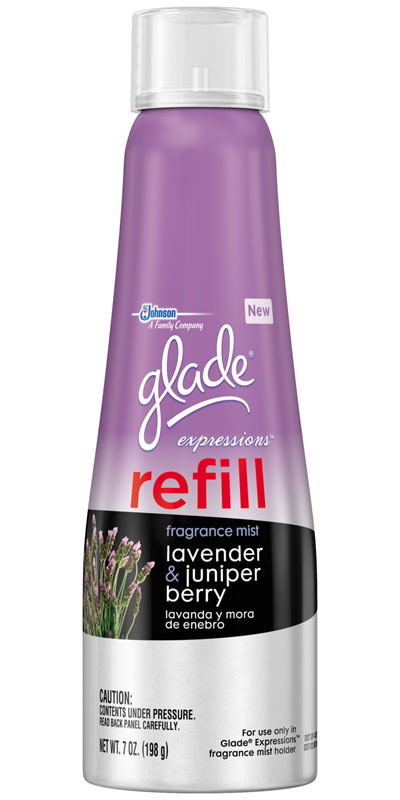 SC Johnson
A Family Company
New
glade®
expressions™
refill
fragrance mist
lavender
& juniper
berry
lavanda y mora
de enebro
CAUTION:
CONTENTS UNDER PRESSURE.
READ BACK PANEL CAREFULLY.
NET WT. 7 OZ. (198 g)
For use only in
Glade® Expressions™
fragrance mist holder